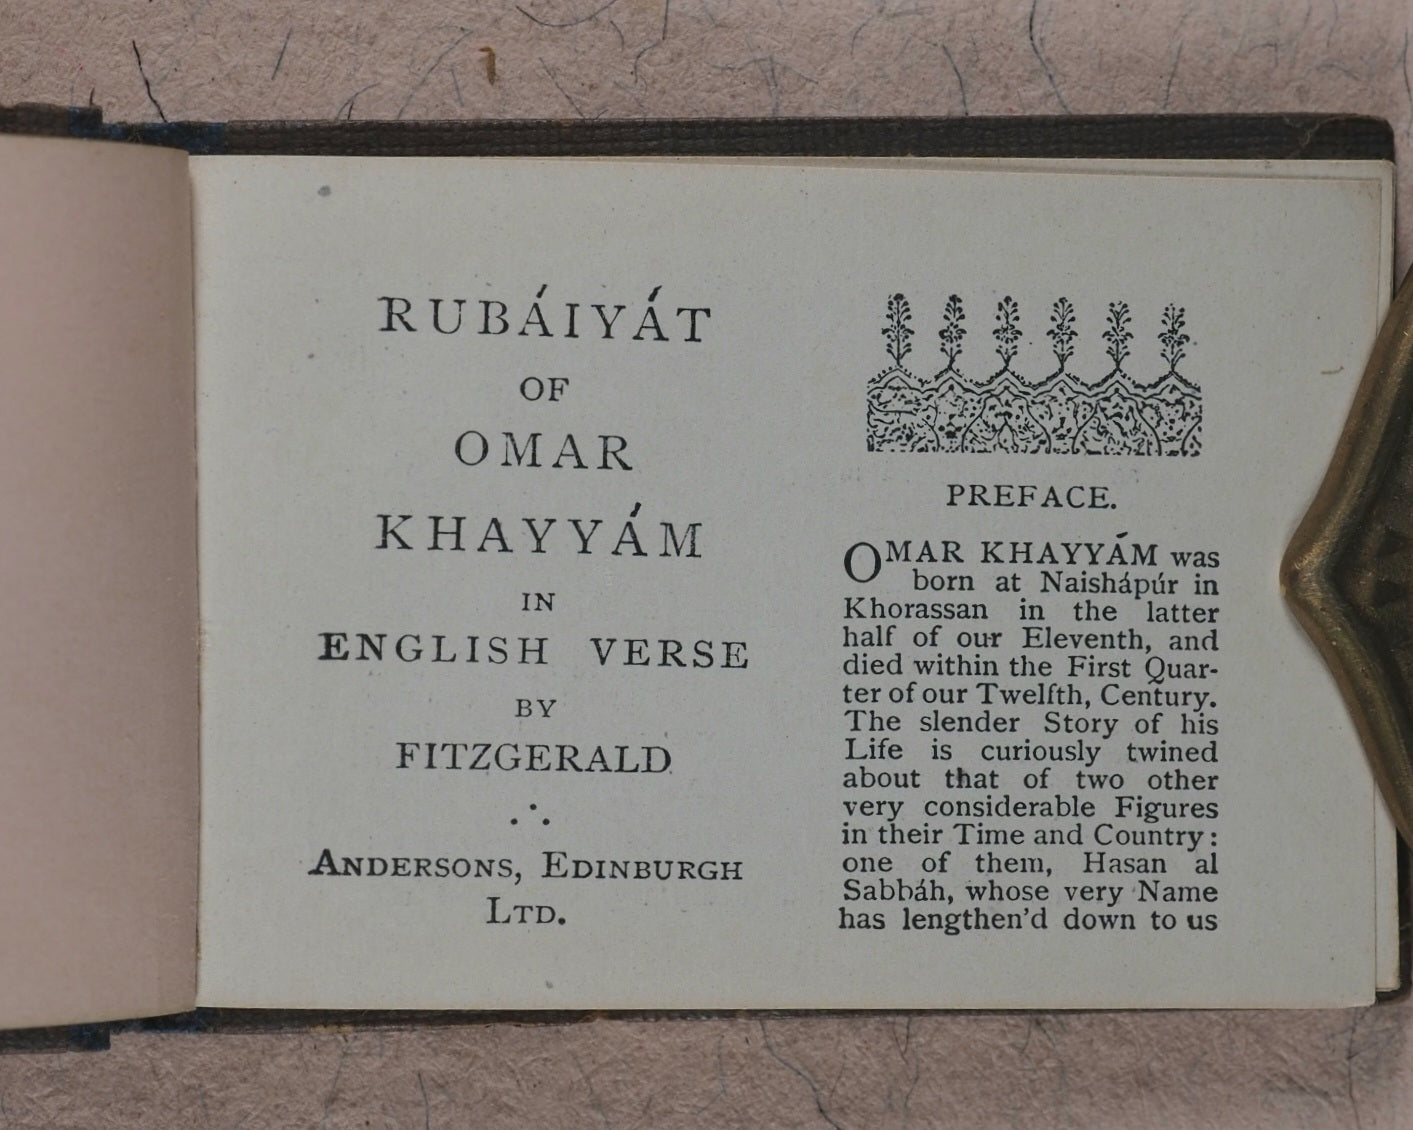 RUBÁIYÁT
OF
OMAR
KHAYYÁM
IN
ENGLISH VERSE
BY
FITZGERALD
ANDERSONS, EDINBURGH
LTD.
PREFACE.
OMAR KHAYYÁM was
born at Naishápúr in
Khorassan in the latter
half of our Eleventh, and
died within the First Quar-
ter of our Twelfth, Century.
The slender Story of his
Life is curiously twined
about that of two other
very considerable Figures
in their Time and Country:
one of them, Hasan al
Sabbáh, whose very Name
has lengthen'd down to us